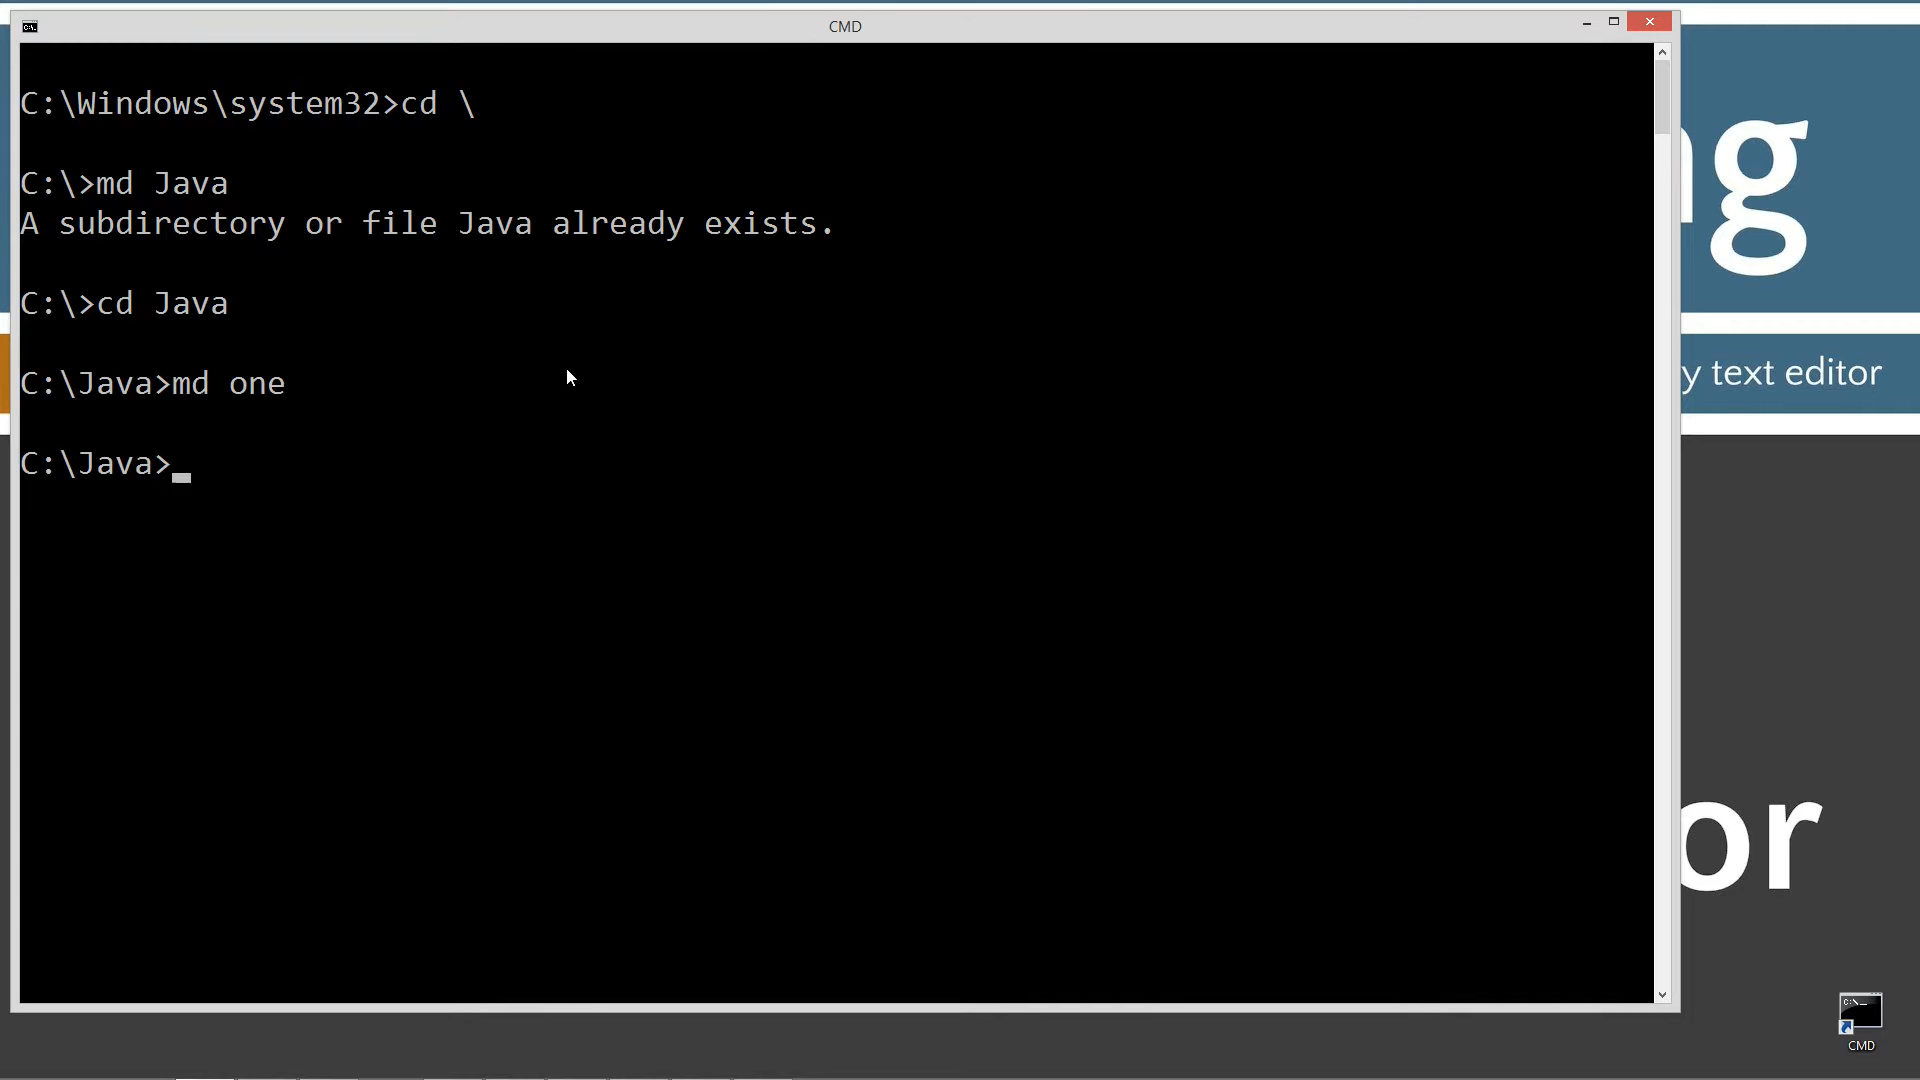 CMD
C:\Windows\system32>cd \
C:\>md Java
A subdirectory or file Java already exists.
C:\>cd Java
C:\Java>md one
C:\Java>
g
y text editor
or
C:\>_
CMD